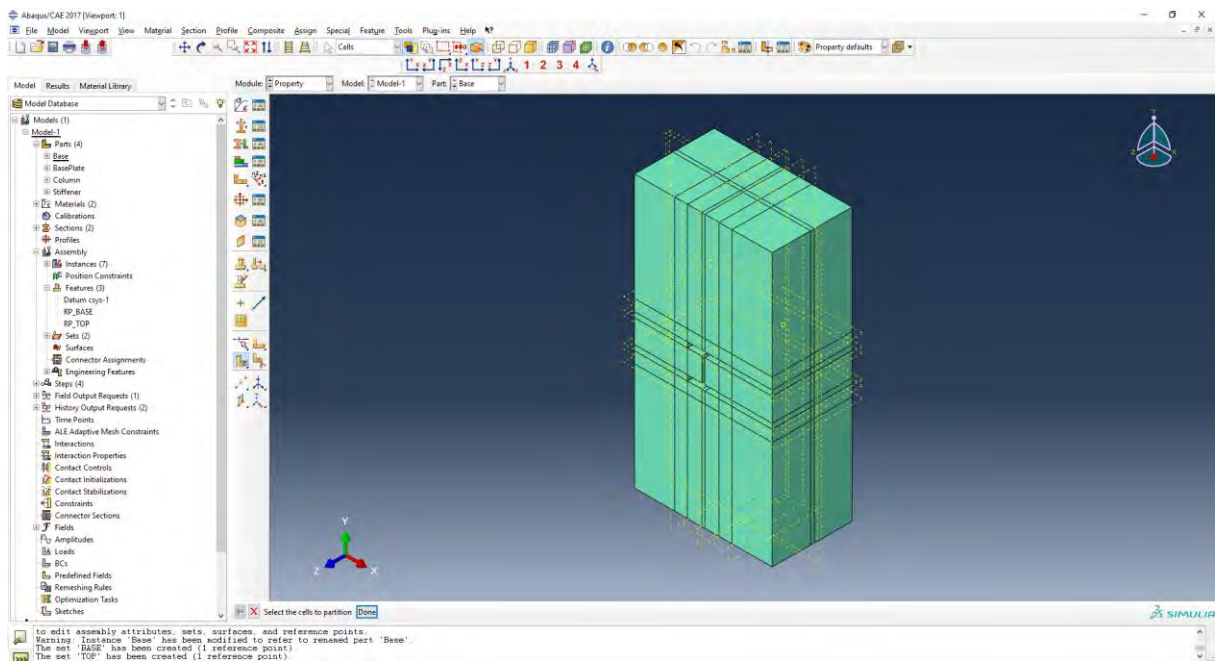 Abaqus/CAE 2017 [Viewport: 1]
File Model Viewport View Material Section Profile Composite Assign Special Feature Tools Plug-ins Help
Cells
Property defaults
1 2 3 4
Model Results Material Library
Module: Property Model: Model-1 Part: Base
Model Database
Models (1)
Model-1
Parts (4)
Base
BasePlate
Column
Stiffener
Materials (2)
Calibrations
Sections (2)
Profiles
Assembly
Instances (7)
Position Constraints
Features (3)
Datum csys-1
RP_BASE
RP_TOP
Sets (2)
Surfaces
Connector Assignments
Engineering Features
Steps (4)
Field Output Requests (1)
History Output Requests (2)
Time Points
ALE Adaptive Mesh Constraints
Interactions
Interaction Properties
Contact Controls
Contact Initializations
Contact Stabilizations
Constraints
Connector Sections
Fields
Amplitudes
Loads
BCs
Predefined Fields
Remeshing Rules
Optimization Tasks
Sketches
Y
Z X
Select the cells to partition Done
SIMULIA
to edit assembly attributes, sets, surfaces, and reference points.
Warning: Instance 'Base' has been modified to refer to renamed part 'Base'.
The set 'BASE' has been created (1 reference point).
The set 'TOP' has been created (1 reference point).